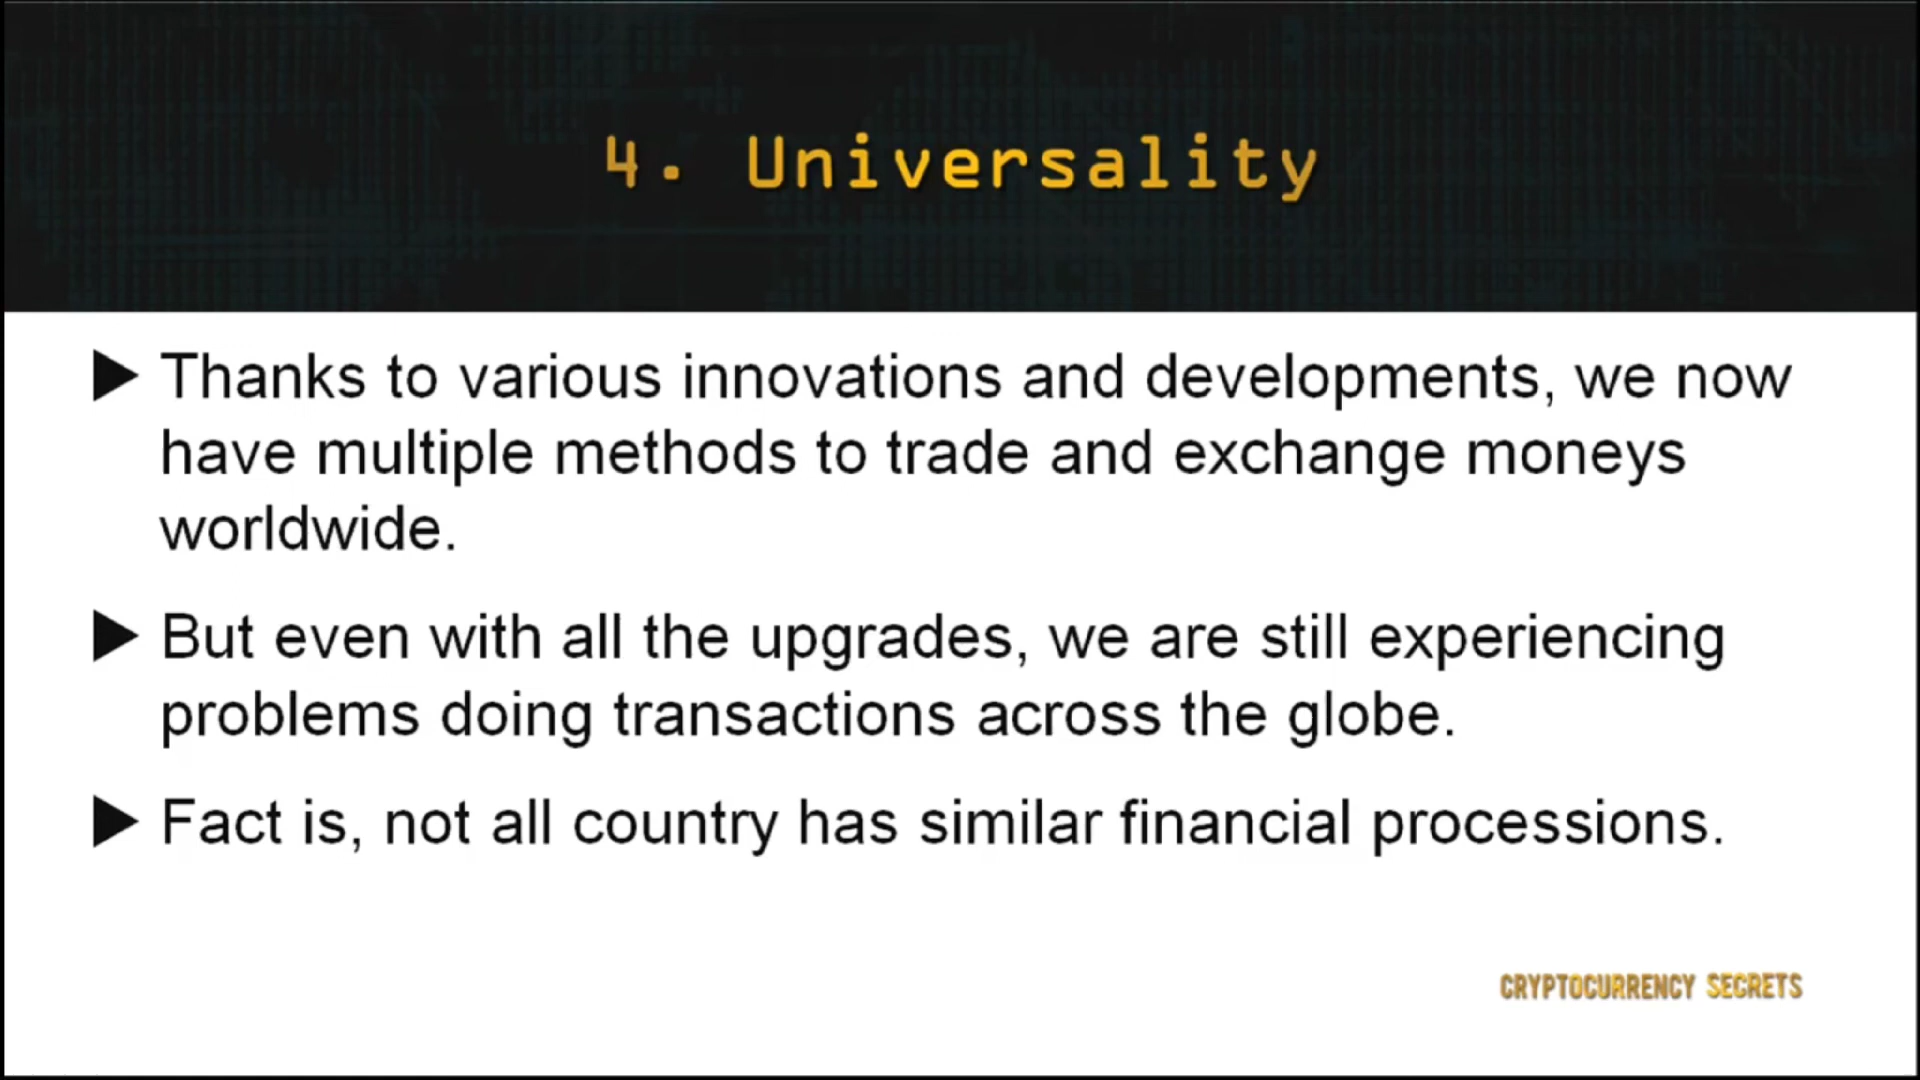 4. Universality
Thanks to various innovations and developments, we now
have multiple methods to trade and exchange moneys
worldwide.
But even with all the upgrades, we are still experiencing
problems doing transactions across the globe.
Fact is, not all country has similar financial processions.
CRYPTOCURRENCY SECRETS